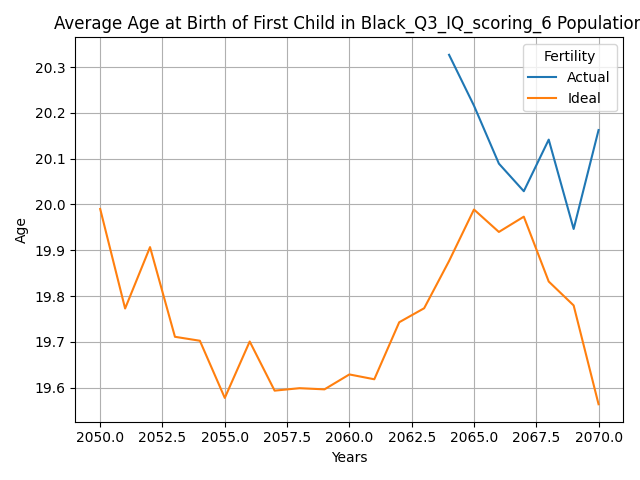 Average Age at Birth of First Child in Black_Q3_IQ_scoring_6 Population
Fertility
Actual
Ideal
20.3
20.2
20.1
20.0
19.9
19.8
19.7
19.6
Age
2050.0 2052.5 2055.0 2057.5 2060.0 2062.5 2065.0 2067.5 2070.0
Years